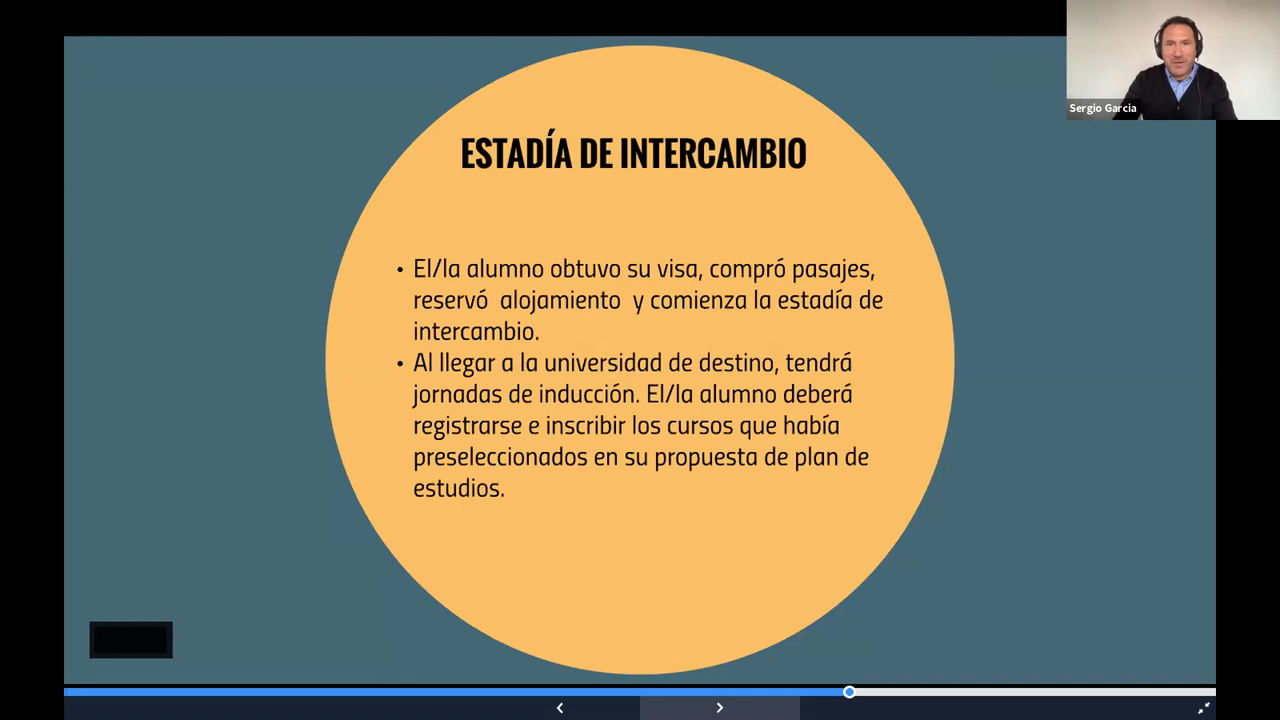 Sergio Garcia
ESTADÍA DE INTERCAMBIO
• El/la alumno obtuvo su visa, compró pasajes,
reservó alojamiento y comienza la estadía de
intercambio.
• Al llegar a la universidad de destino, tendrá
jornadas de inducción. El/la alumno deberá
registrarse e inscribir los cursos que había
preseleccionados en su propuesta de plan de
estudios.